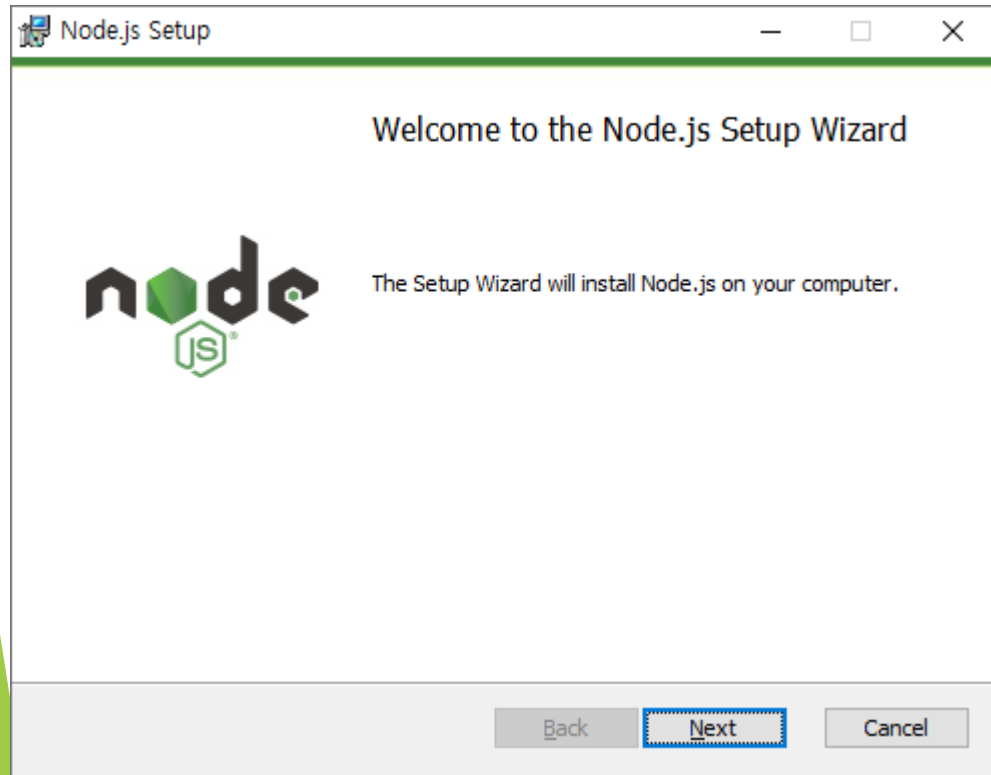 Node.js Setup
Welcome to the Node.js Setup Wizard
The Setup Wizard will install Node.js on your computer.
node
JS®
Back Next Cancel